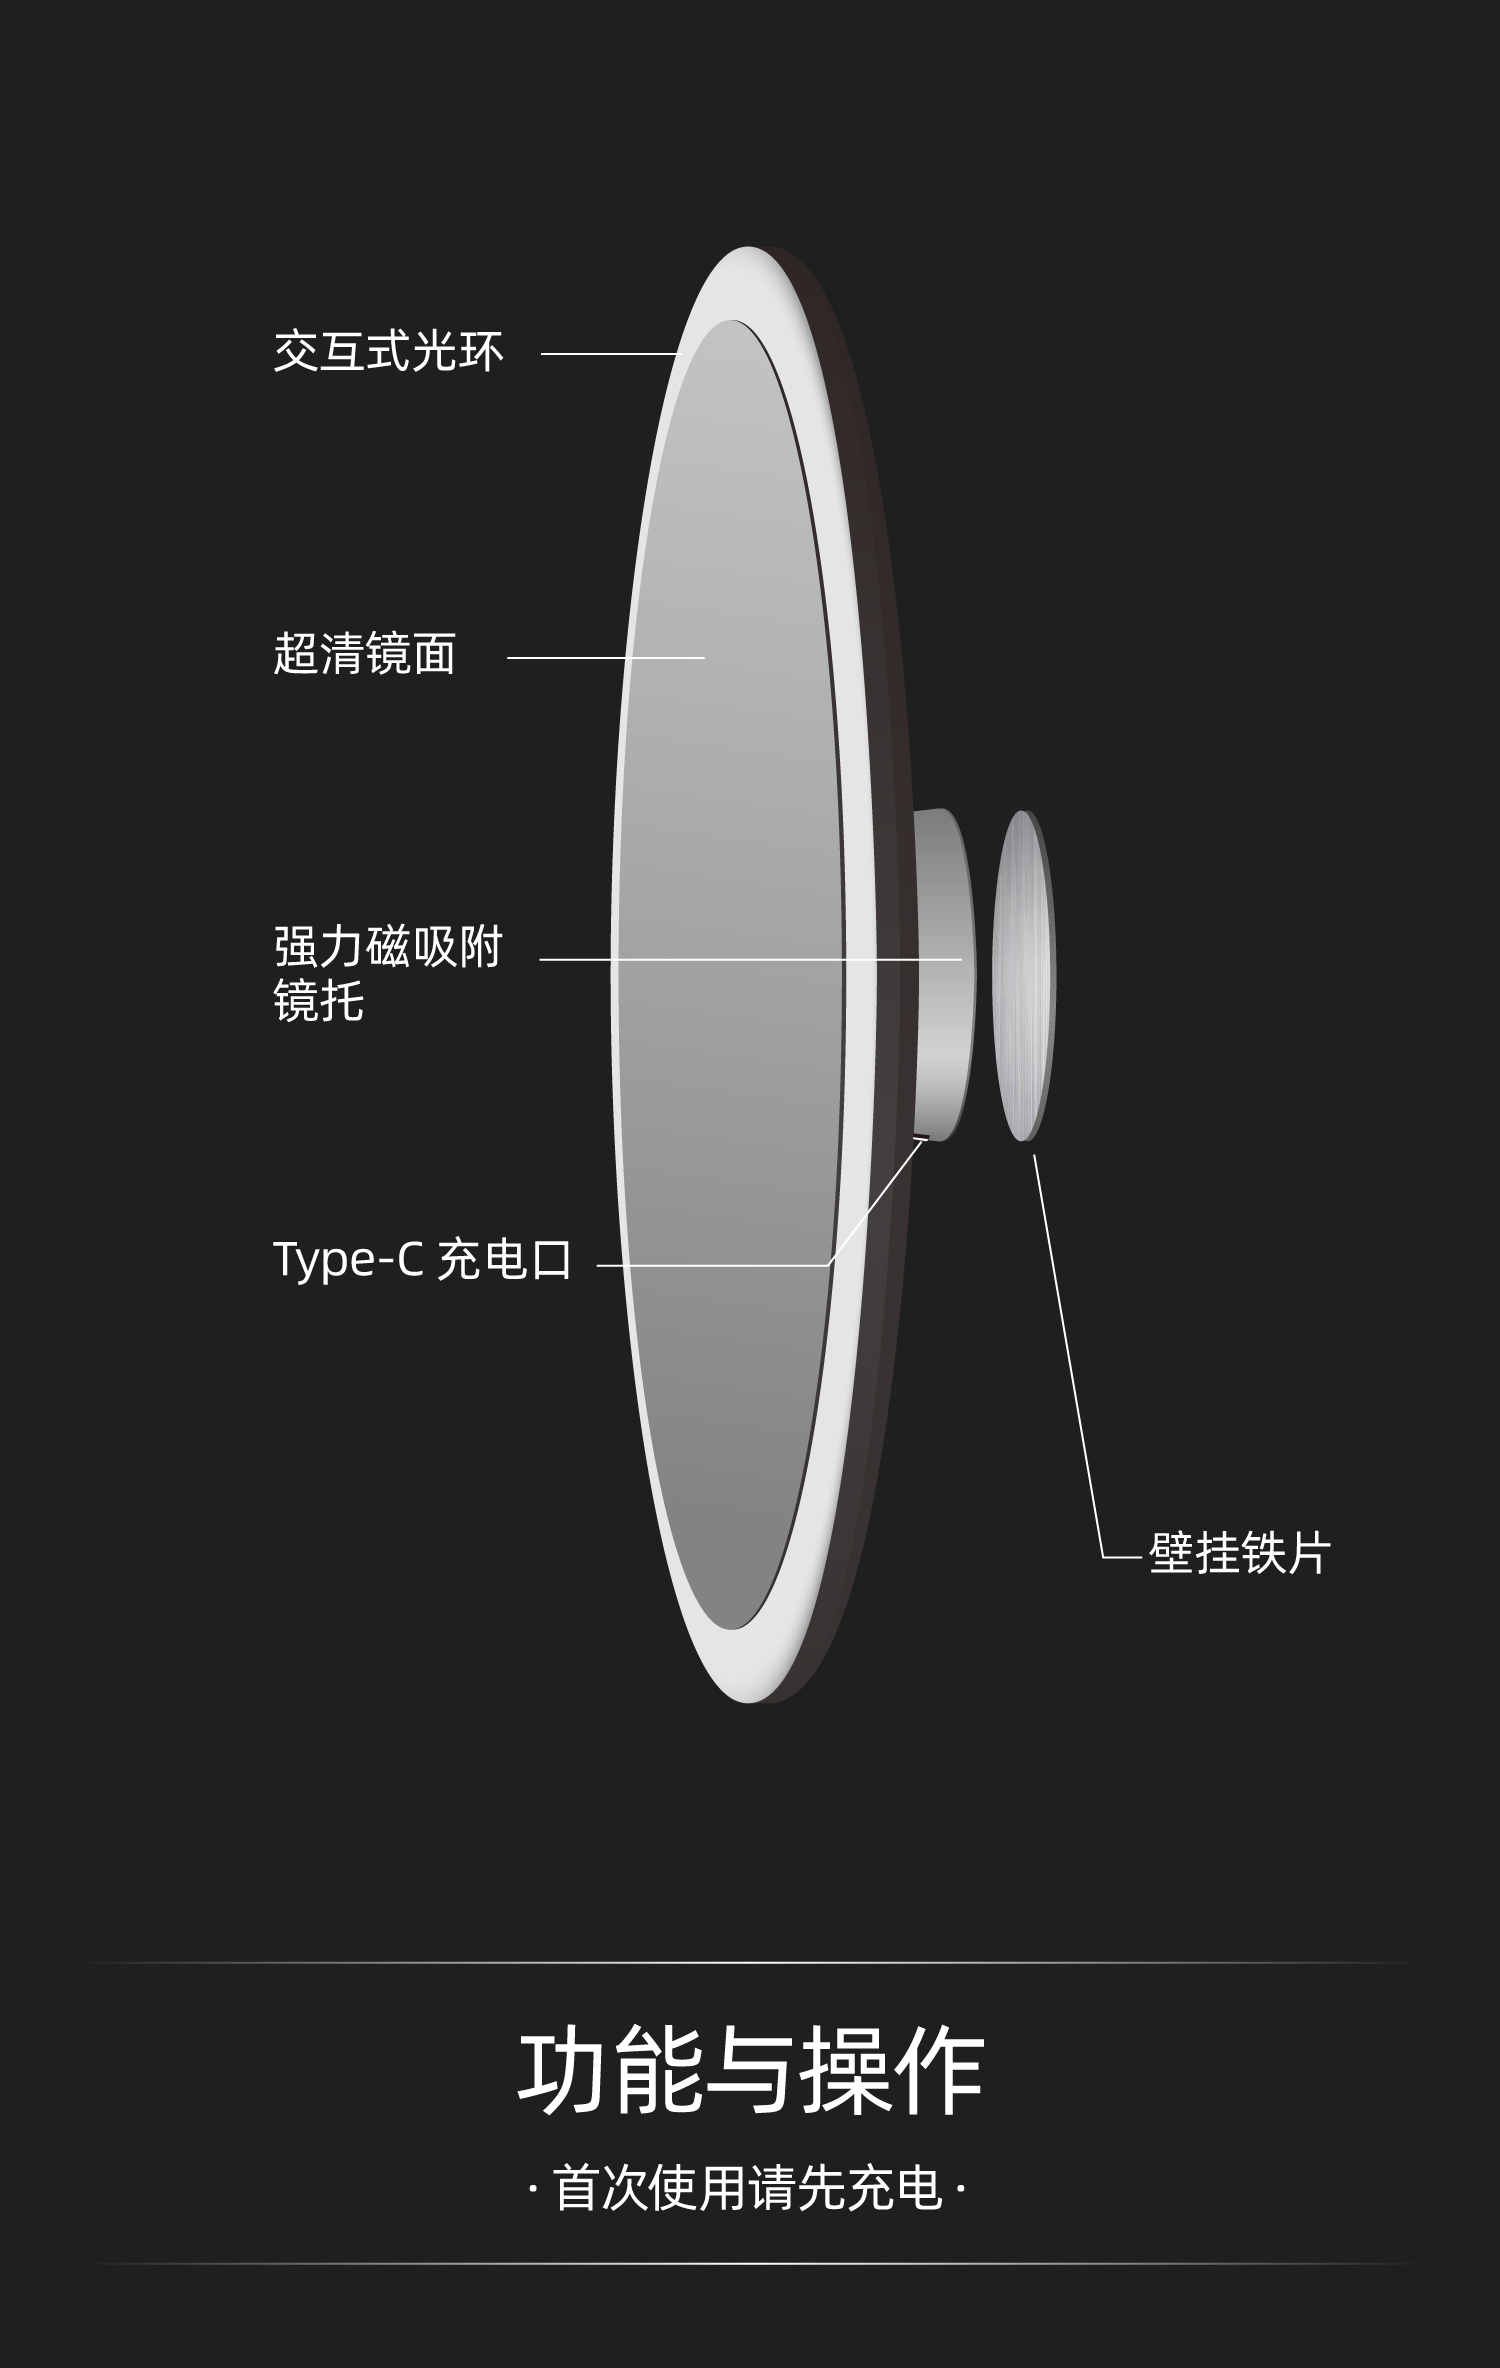 交互式光环
超清镜面
强力磁吸附
镜托
Type-C 充电口
壁挂铁片
功能与操作
· 首次使用请先充电 ·